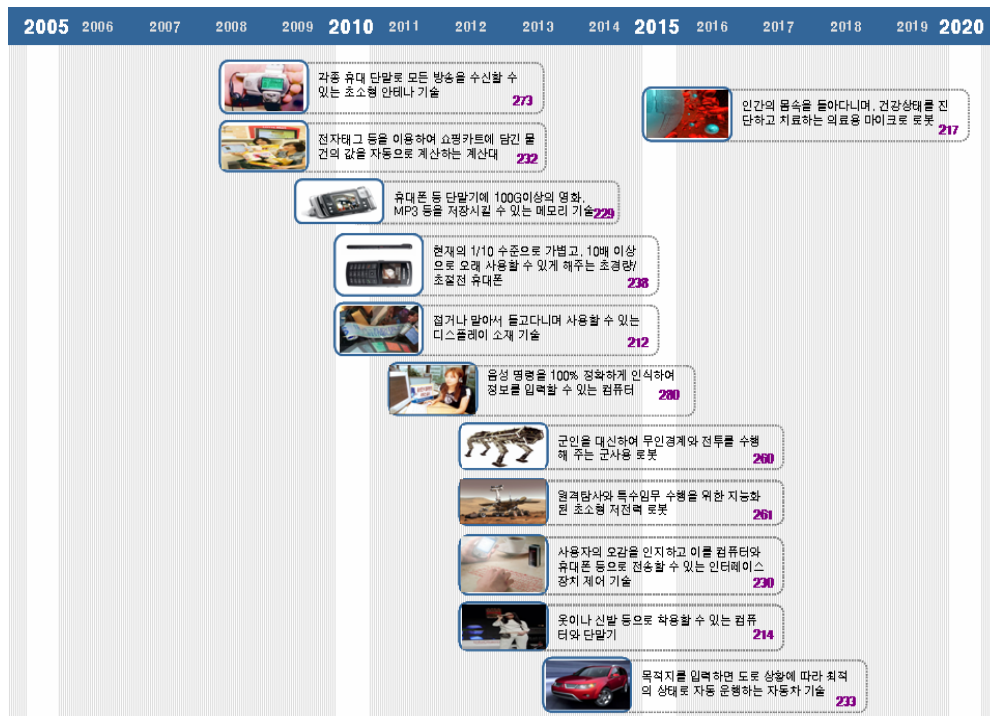 2005 2006 2007 2008 2009 2010 2011 2012 2013 2014 2015 2016 2017 2018 2019 2020
각종 휴대 단말로 모든 방송을 수신할 수
있는 초소형 안테나 기술
273
인간의 몸속을 돌아다니며, 건강상태를 진
단하고 치료하는 의료용 마이크로 로봇
217
전자태그 등을 이용하여 쇼핑카트에 담긴 물
건의 값을 자동으로 계산하는 계산대
232
휴대폰 등 단말기에 100G이상의 영화,
MP3 등을 저장시킬 수 있는 메모리 기술
229
현재의 1/10 수준으로 가볍고, 10배 이상
으로 오래 사용할 수 있게 해주는 초경량/
초절전 휴대폰
238
접거나 말아서 들고다니며 사용할 수 있는
디스플레이 소재 기술
212
음성 명령을 100% 정확하게 인식하여
정보를 입력할 수 있는 컴퓨터
280
군인을 대신하여 무인경계와 전투를 수행
해 주는 군사용 로봇
260
원격탐사와 특수임무 수행을 위한 지능화
된 초소형 저전력 로봇
261
사용자의 오감을 인지하고 이를 컴퓨터와
휴대폰 등으로 전송할 수 있는 인터페이스
장치 제어 기술
230
옷이나 신발 등으로 착용할 수 있는 컴퓨
터와 단말기
214
목적지를 입력하면 도로 상황에 따라 최적
의 상태로 자동 운행하는 자동차 기술
233